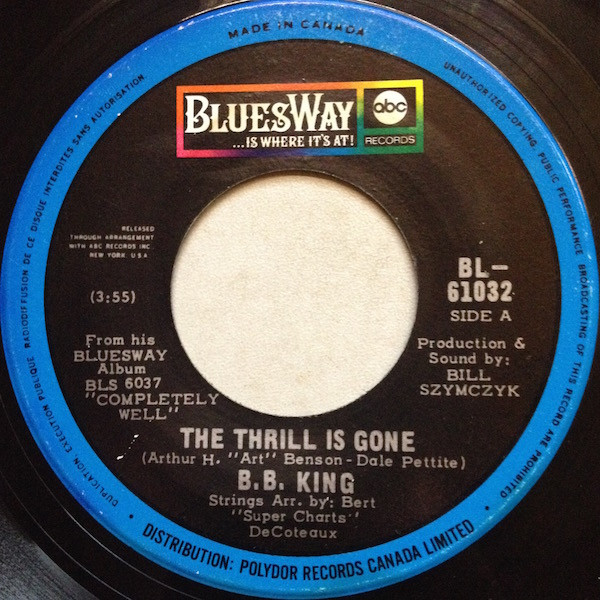 MADE IN CANADA
UNAUTHORIZED COPYING, PUBLIC PERFORMANCE, BROADCASTING OF THIS RECORD ARE PROHIBITED
DUPLICATION, EXECUTION PUBLIQUE, RADIODIFFUSION DE CE DISQUE INTERDITES SANS AUTORISATION
BLUESWAY
...IS WHERE IT'S AT!
abc
RECORDS
RELEASED
THROUGH ARRANGEMENT
WITH ABC RECORDS INC.
NEW YORK U S A
(3:55)
From his
BLUESWAY
Album
BLS 6037
"COMPLETELY
WELL"
BL-
61032
SIDE A
Production &
Sound by:
BILL
SZYMCZYK
THE THRILL IS GONE
(Arthur H. "Art" Benson - Dale Pettite)
B.B. KING
Strings Arr. by: Bert
"Super Charts"
DeCoteaux
• DISTRIBUTION: POLYDOR RECORDS CANADA LIMITED •